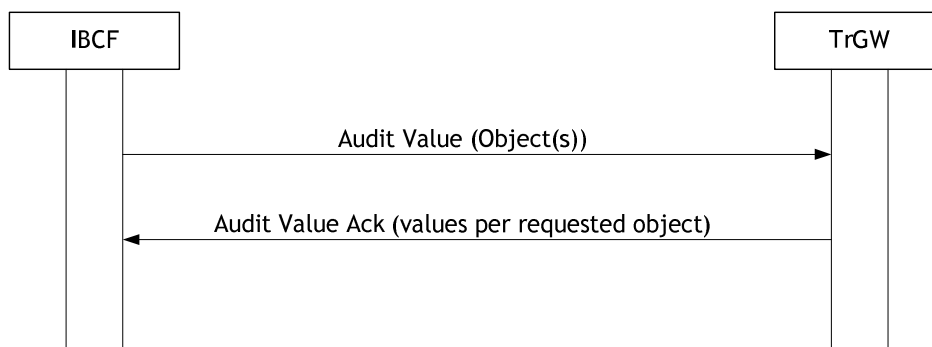 IBCF
TrGW
Audit Value (Object(s))
Audit Value Ack (values per requested object)